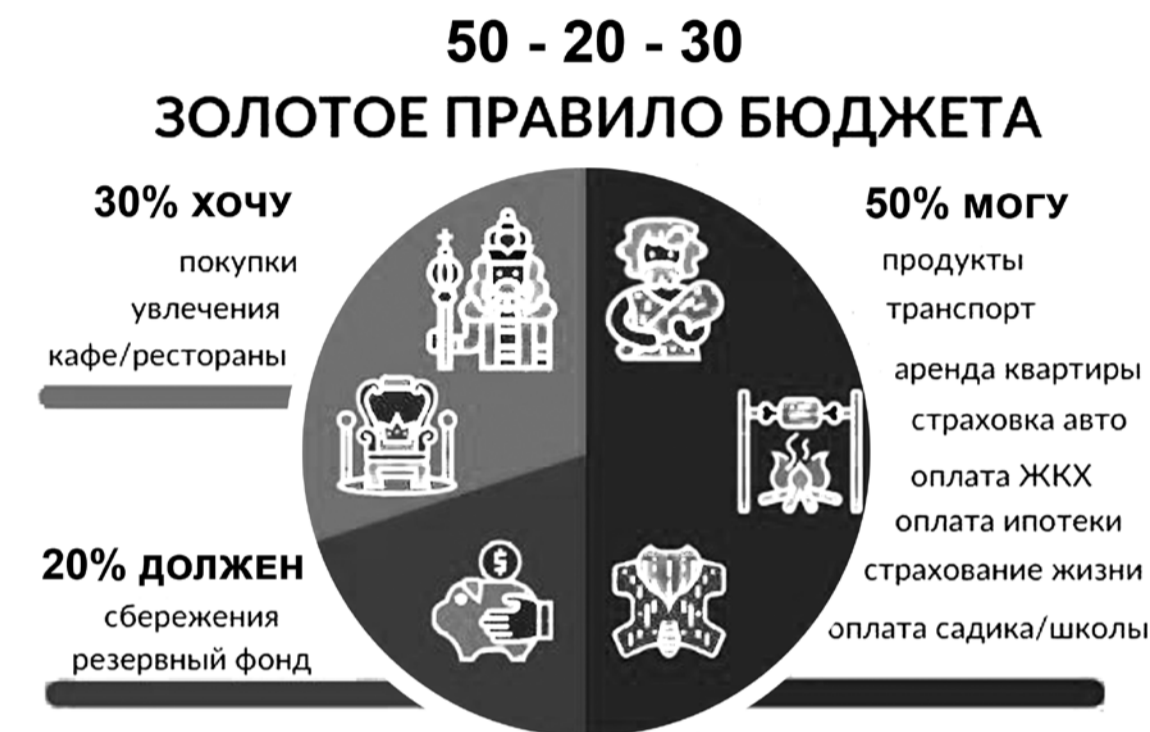 50 - 20 - 30
ЗОЛОТОЕ ПРАВИЛО БЮДЖЕТА
30% ХОЧУ
покупки
увлечения
кафе/рестораны
20% ДОЛЖЕН
сбережения
резервный фонд
$
50% МОГУ
продукты
транспорт
аренда квартиры
страховка авто
оплата ЖКХ
оплата ипотеки
страхование жизни
оплата садика/школы